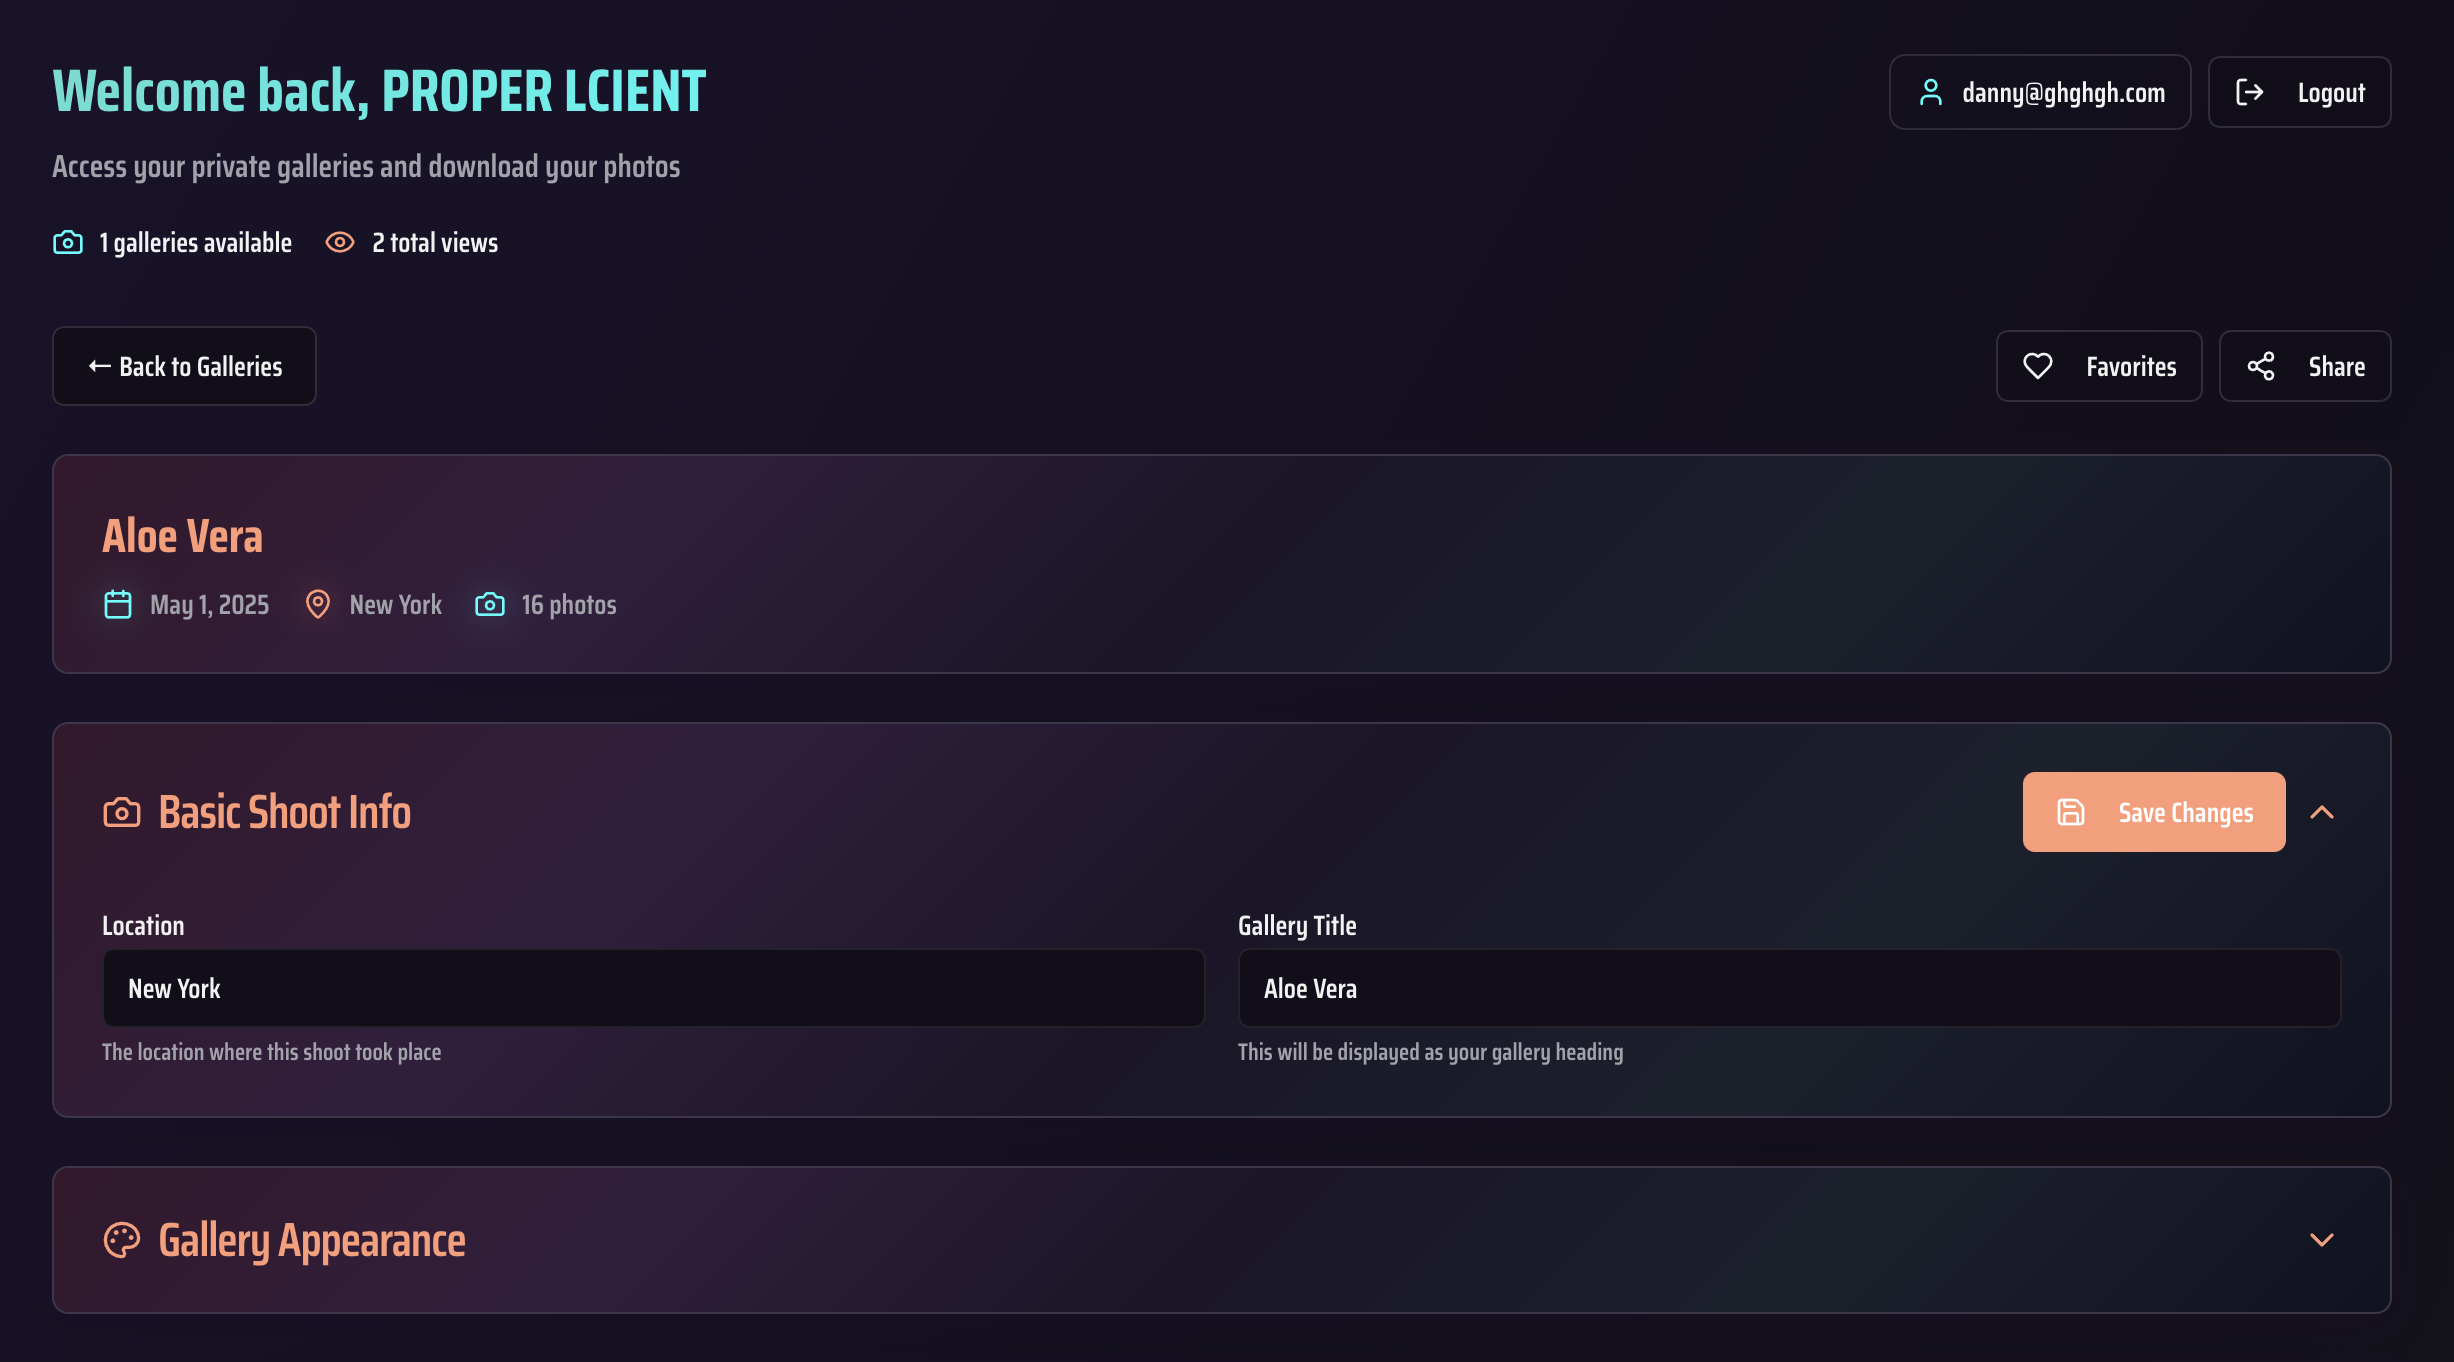 Welcome back, PROPER LCIENT
danny@ghghgh.com
Logout
Access your private galleries and download your photos
1 galleries available
2 total views
← Back to Galleries
Favorites
Share
Aloe Vera
May 1, 2025
New York
16 photos
Basic Shoot Info
Save Changes
Location
New York
The location where this shoot took place
Gallery Title
Aloe Vera
This will be displayed as your gallery heading
Gallery Appearance